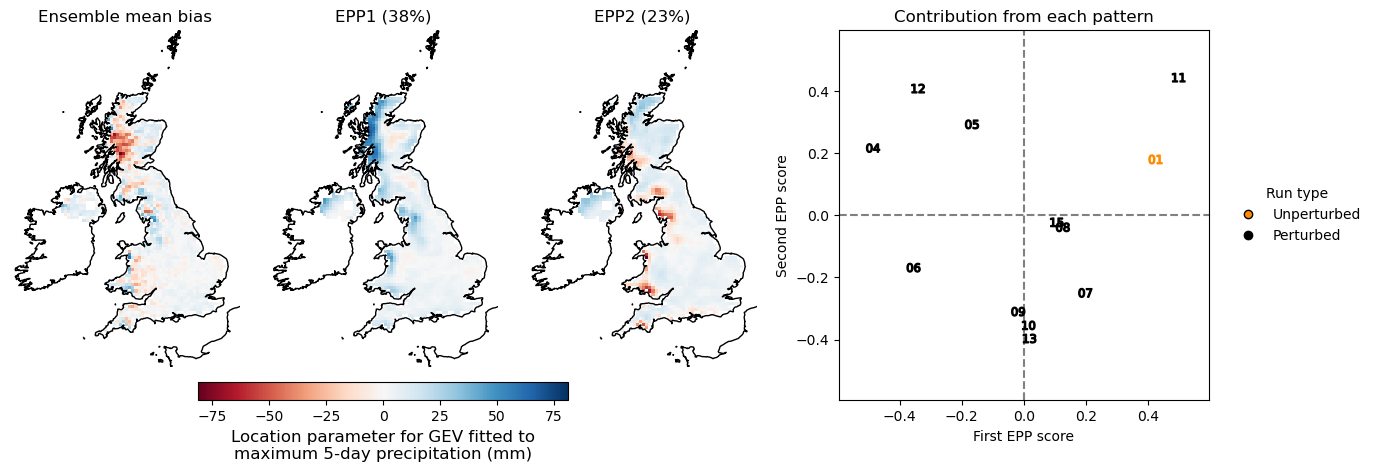 Ensemble mean bias
EPP1 (38%)
EPP2 (23%)
Contribution from each pattern
−75 −50 −25 0 25 50 75
Location parameter for GEV fitted to
maximum 5-day precipitation (mm)
Second EPP score
0.4
0.2
0.0
−0.2
−0.4
11
12
05
04
01
15
08
06
07
09
10
13
−0.4 −0.2 0.0 0.2 0.4
First EPP score
Run type
Unperturbed
Perturbed